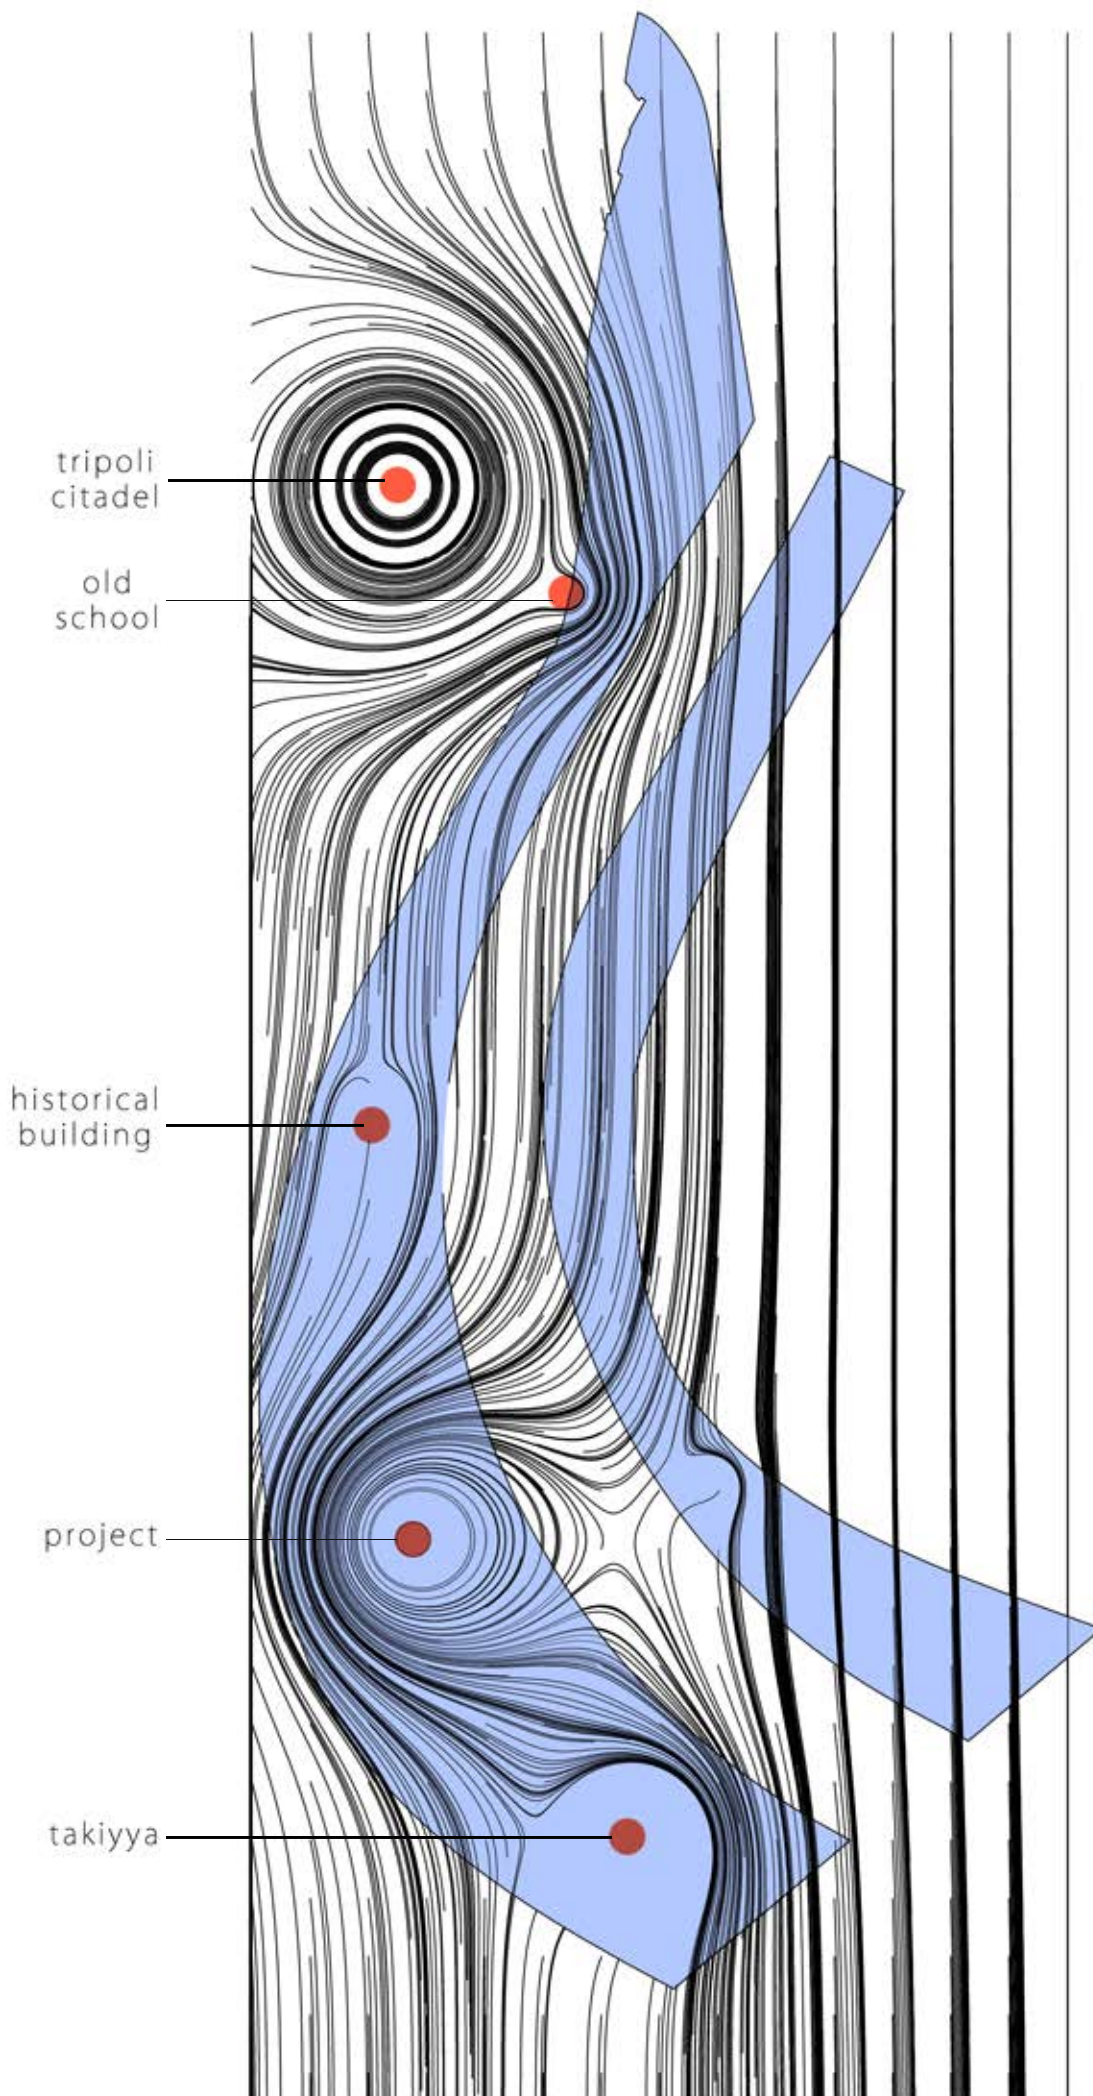 tripoli
citadel
old
school
historical
building
project
takiyya